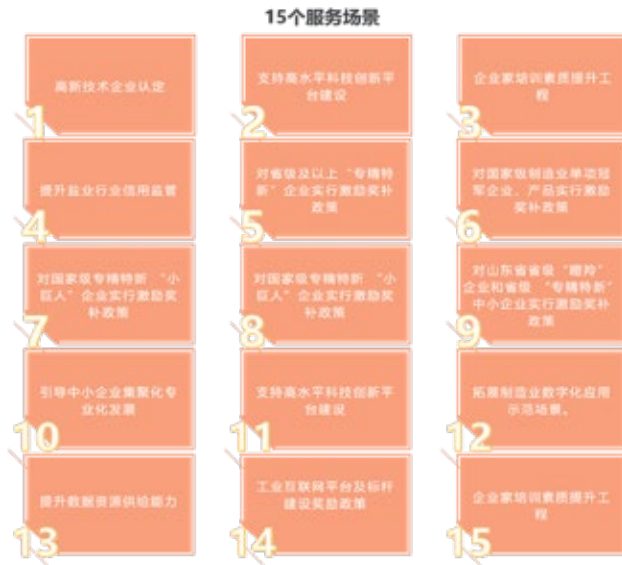 15个服务场景
高新技术企业认定
1
支持高水平科技创新平
台建设
2
企业家培训素质提升工
程
3
提升盐业行业信用监管
4
对省级及以上“专精特
新”企业实行激励奖补
政策
5
对国家级制造业单项冠
军企业、产品实行激励
奖补政策
6
对国家级专精特新 “小
巨人”企业实行激励奖
补政策
7
对国家级专精特新 “小
巨人”企业实行激励奖
补政策
8
对山东省省级“瞪羚”
企业和省级 “专精特新”
中小企业实行激励奖补
政策
9
引导中小企业集聚化专
业化发展
10
支持高水平科技创新平
台建设
11
拓展制造业数字化应用
示范场景。
12
提升数据资源供给能力
13
工业互联网平台及标杆
建设奖励政策
14
企业家培训素质提升工
程
15